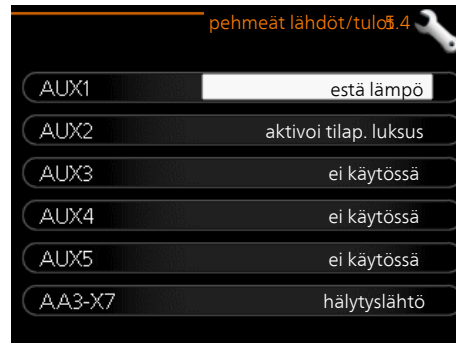 pehmeät lähdöt/tulot 5.4
AUX1 estä lämpö
AUX2 aktivoi tilap. luksus
AUX3 ei käytössä
AUX4 ei käytössä
AUX5 ei käytössä
AA3-X7 hälytyslähtö